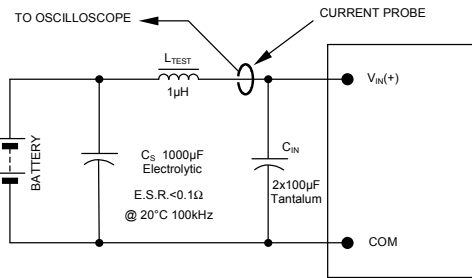 TO OSCILLOSCOPE
CURRENT PROBE
LTEST
1μH
VIN(+)
BATTERY
CS 1000μF
Electrolytic
E.S.R.<0.1Ω
@ 20°C 100kHz
CIN
2x100μF
Tantalum
COM